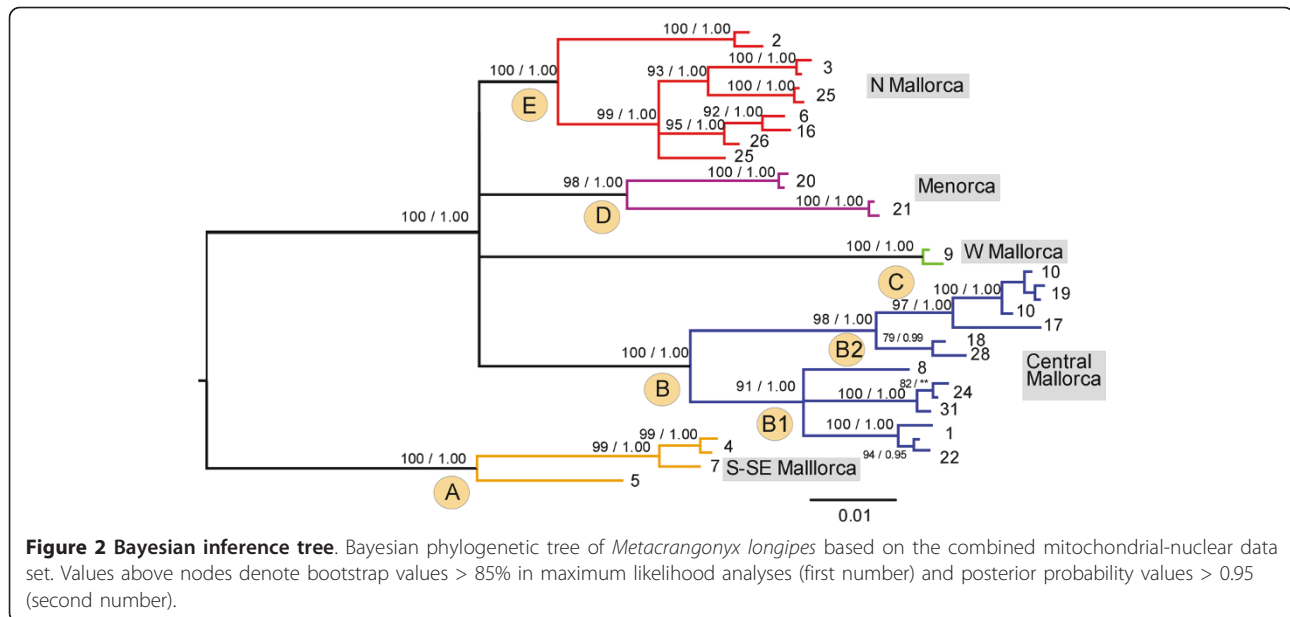 100 / 1.00
2
100 / 1.00
3
93 / 1.00
100 / 1.00
N Mallorca
100 / 1.00
25
E
99 / 1.00
92 / 1.00
6
95 / 1.00
16
26
25
100 / 1.00
20
Menorca
98 / 1.00
100 / 1.00
21
D
100 / 1.00
100 / 1.00
9
W Mallorca
C
10
100 / 1.00
19
97 / 1.00
10
98 / 1.00
17
B2
79 / 0.99
18
28
Central
Mallorca
100 / 1.00
B
8
91 / 1.00
82 / **
24
100 / 1.00
31
B1
100 / 1.00
1
94 / 0.95
22
99 / 1.00
4
99 / 1.00
7
S-SE Malllorca
100 / 1.00
5
A
0.01
Figure 2 Bayesian inference tree. Bayesian phylogenetic tree of Metacrangonyx longipes based on the combined mitochondrial-nuclear data
set. Values above nodes denote bootstrap values > 85% in maximum likelihood analyses (first number) and posterior probability values > 0.95
(second number).